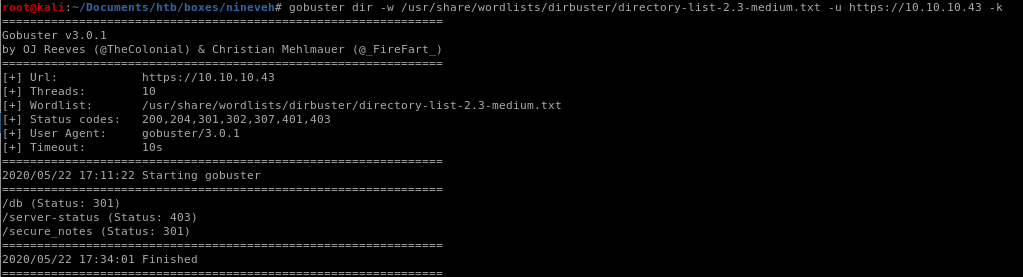 root@kali:~/Documents/htb/boxes/nineveh# gobuster dir -w /usr/share/wordlists/dirbuster/directory-list-2.3-medium.txt -u https://10.10.10.43 -k
===============================================================
Gobuster v3.0.1
by OJ Reeves (@TheColonial) & Christian Mehlmauer (@_FireFart_)
===============================================================
[+] Url:            https://10.10.10.43
[+] Threads:        10
[+] Wordlist:       /usr/share/wordlists/dirbuster/directory-list-2.3-medium.txt
[+] Status codes:   200,204,301,302,307,401,403
[+] User Agent:     gobuster/3.0.1
[+] Timeout:        10s
===============================================================
2020/05/22 17:11:22 Starting gobuster
===============================================================
/db (Status: 301)
/server-status (Status: 403)
/secure_notes (Status: 301)
===============================================================
2020/05/22 17:34:01 Finished
===============================================================